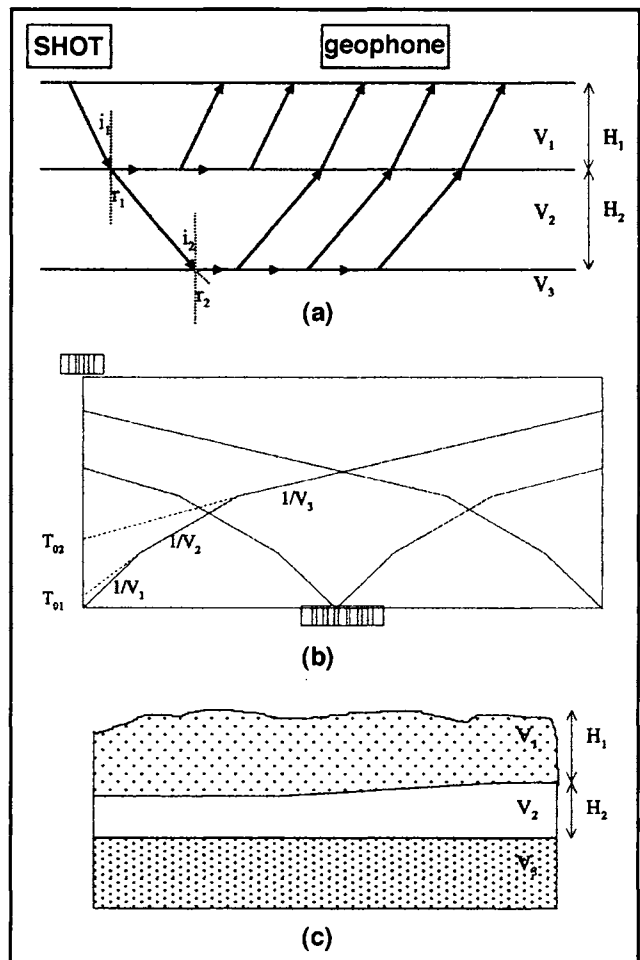 SHOT geophone
i₁ V₁ H₁
r₁
i₂ V₂ H₂
r₂ V₃
(a)
1/V₃
T₀₂ 1/V₂
1/V₁
T₀₁
(b)
V₁ H₁
V₂ H₂
V₃
(c)